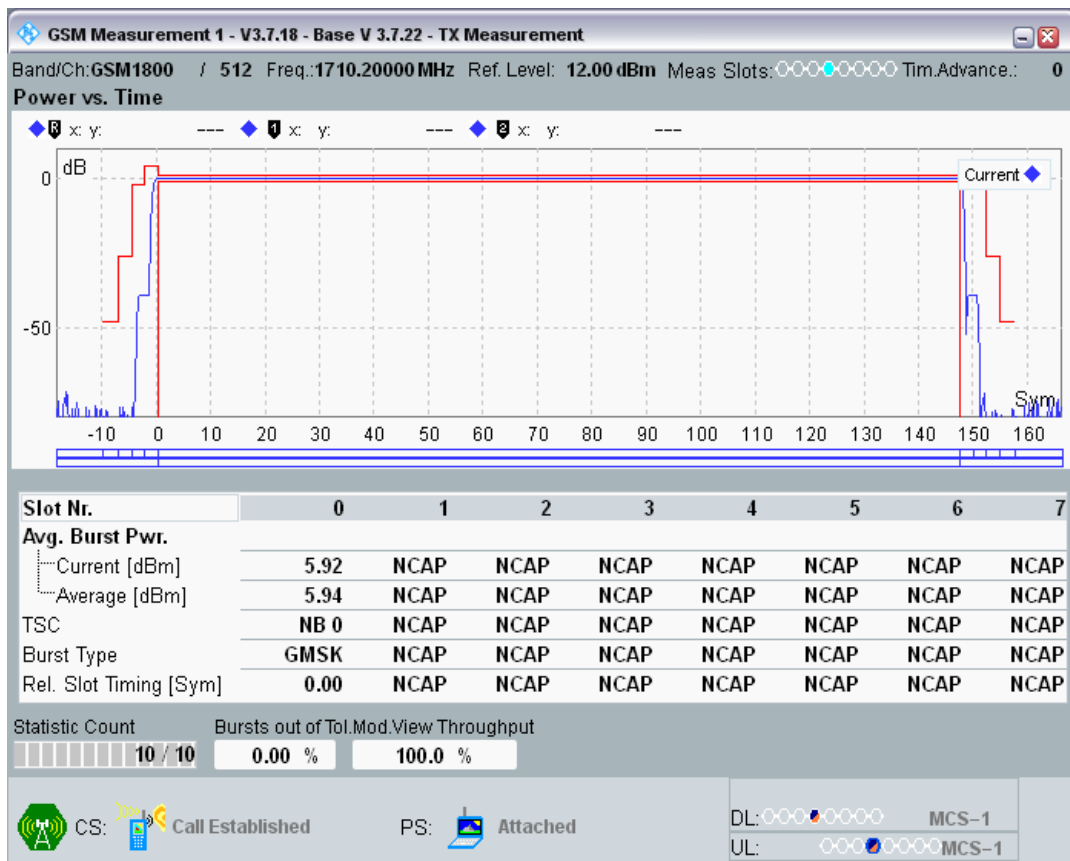 GSM Measurement 1 - V3.7.18 - Base V 3.7.22 - TX Measurement
Band/Ch:GSM1800 / 512 Freq.:1710.20000 MHz Ref. Level: 12.00 dBm Meas Slots: Tim.Advance.: 0
Power vs. Time
R x: y: --- 1 x: y: --- 2 x: y: ---
dB
Current
0
-50
Sym
-10 0 10 20 30 40 50 60 70 80 90 100 110 120 130 140 150 160
Slot Nr. 0 1 2 3 4 5 6 7
Avg. Burst Pwr.
Current [dBm] 5.92 NCAP NCAP NCAP NCAP NCAP NCAP NCAP
Average [dBm] 5.94 NCAP NCAP NCAP NCAP NCAP NCAP NCAP
TSC NB 0 NCAP NCAP NCAP NCAP NCAP NCAP NCAP
Burst Type GMSK NCAP NCAP NCAP NCAP NCAP NCAP NCAP
Rel. Slot Timing [Sym] 0.00 NCAP NCAP NCAP NCAP NCAP NCAP NCAP
Statistic Count Bursts out of Tol.Mod.View Throughput
10 / 10 0.00 % 100.0 %
CS: Call Established PS: Attached
DL: MCS-1
UL: MCS-1